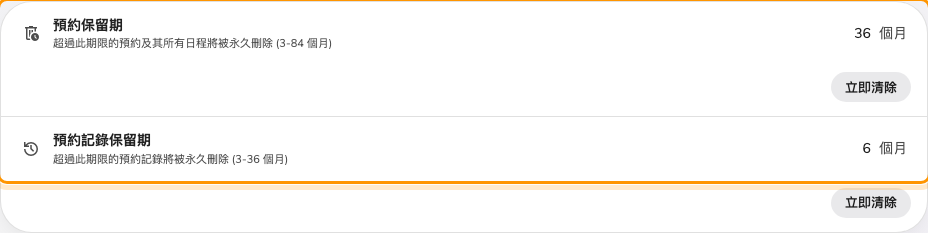 預約保留期
超過此期限的預約及其所有日程將被永久刪除 (3-84 個月)
36 個月
立即清除
預約記錄保留期
超過此期限的預約記錄將被永久刪除 (3-36 個月)
6 個月
立即清除